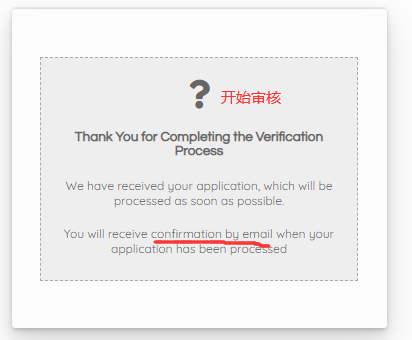 ?
开始审核
Thank You for Completing the Verification
Process
We have received your application, which will be
processed as soon as possible.
You will receive confirmation by email when your
application has been processed